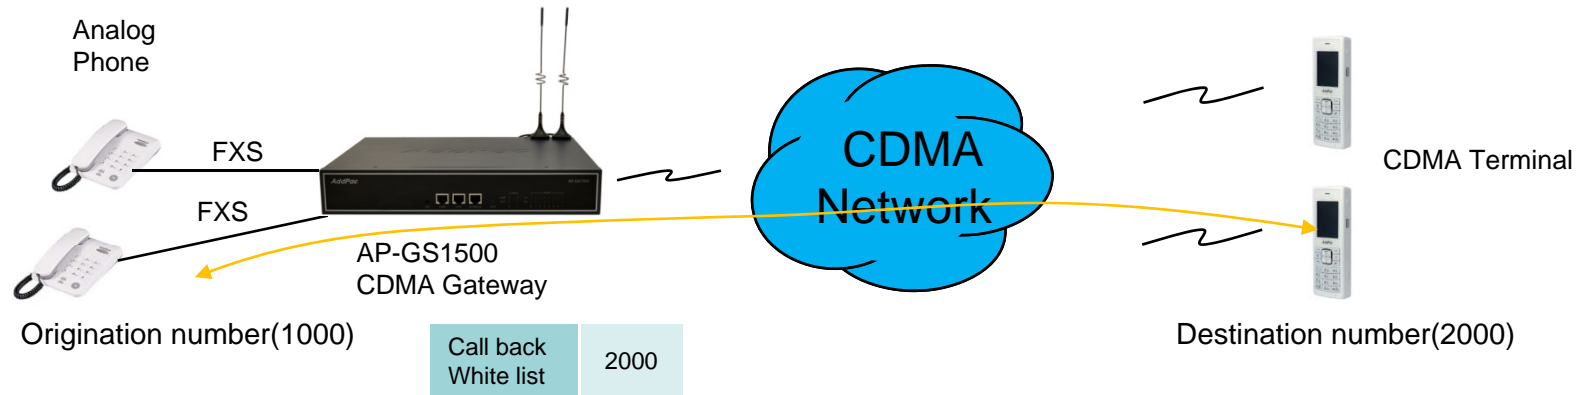 Analog
Phone
FXS
FXS
AddPac
AP-GS1500
CDMA Gateway
CDMA
Network
CDMA Terminal
Origination number(1000)
Destination number(2000)
Call back
White list
2000